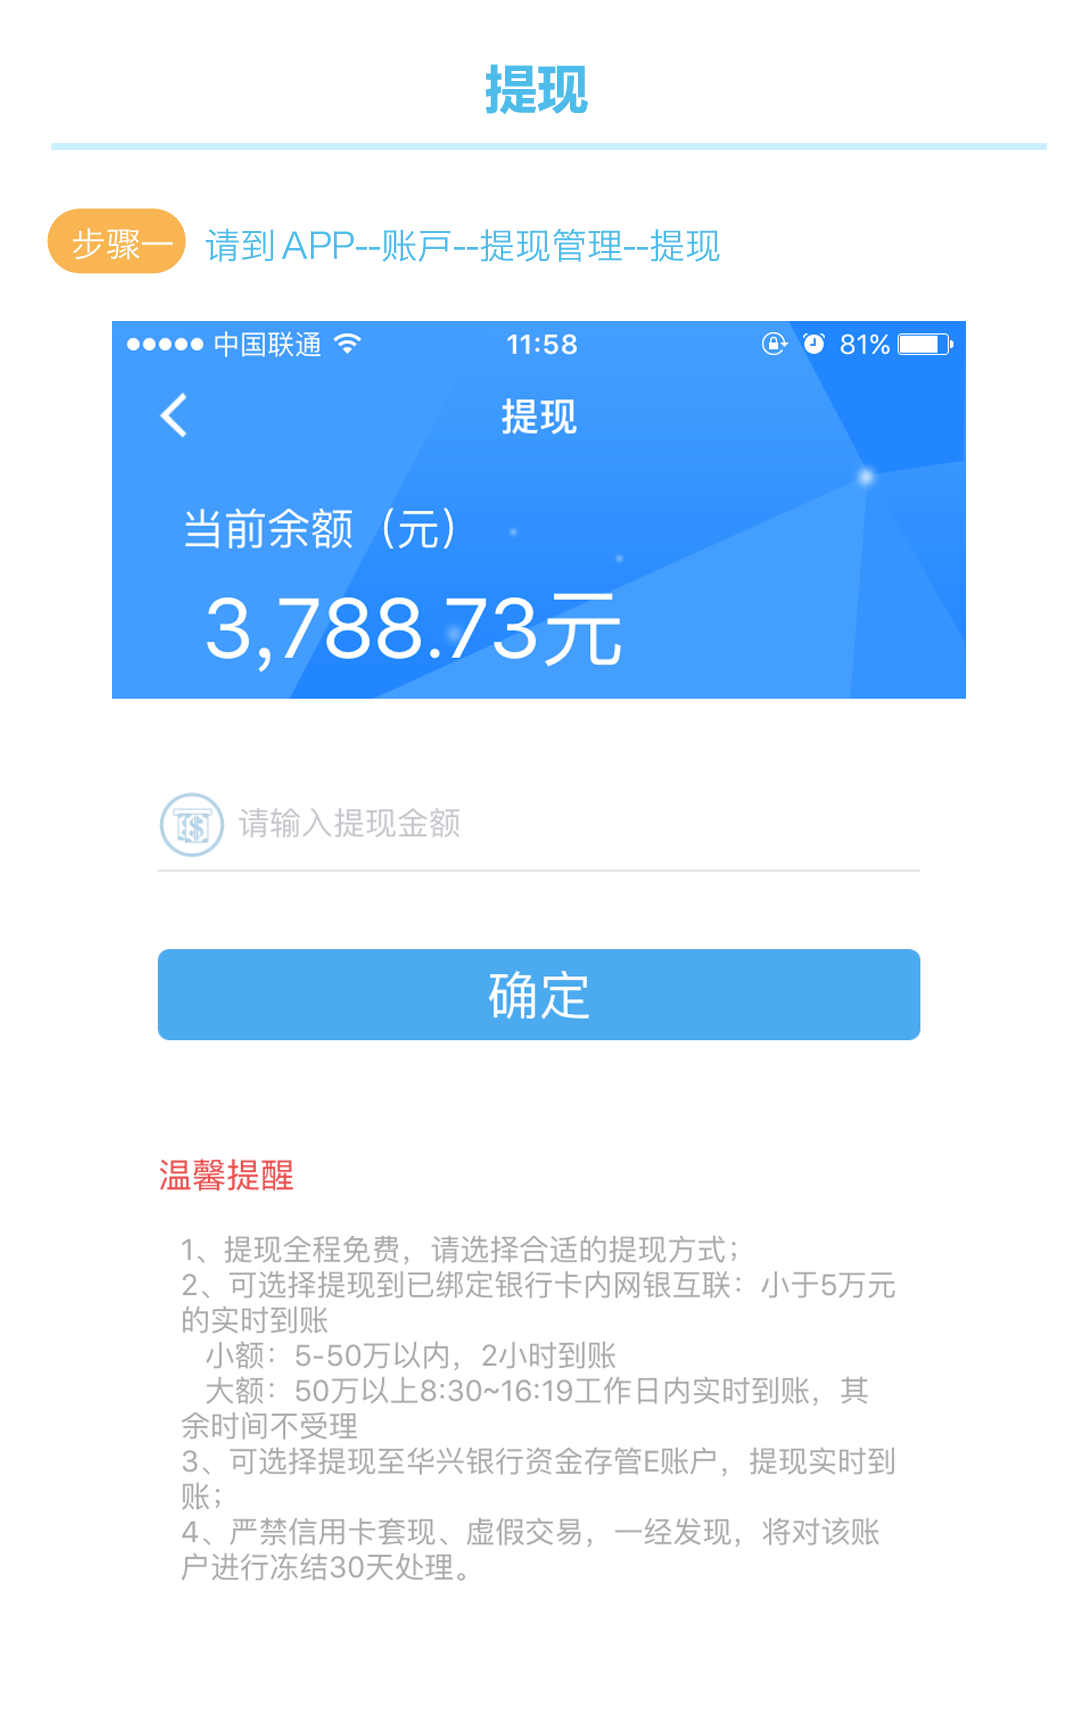 提现
步骤一 请到APP--账戸--提现管理--提现
中国联通 11:58 81%
提现
当前余额（元）
3,788.73元
请输入提现金额
确定
温馨提醒
1、提现全程免费，请选择合适的提现方式；
2、可选择提现到已绑定银行卡内网银互联：小于5万元
的实时到账
小额：5-50万以内，2小时到账
大额：50万以上8:30~16:19工作日内实时到账，其
余时间不受理
3、可选择提现至华兴银行资金存管E账户，提现实时到
账；
4、严禁信用卡套现、虚假交易，一经发现，将对该账
户进行冻结30天处理。